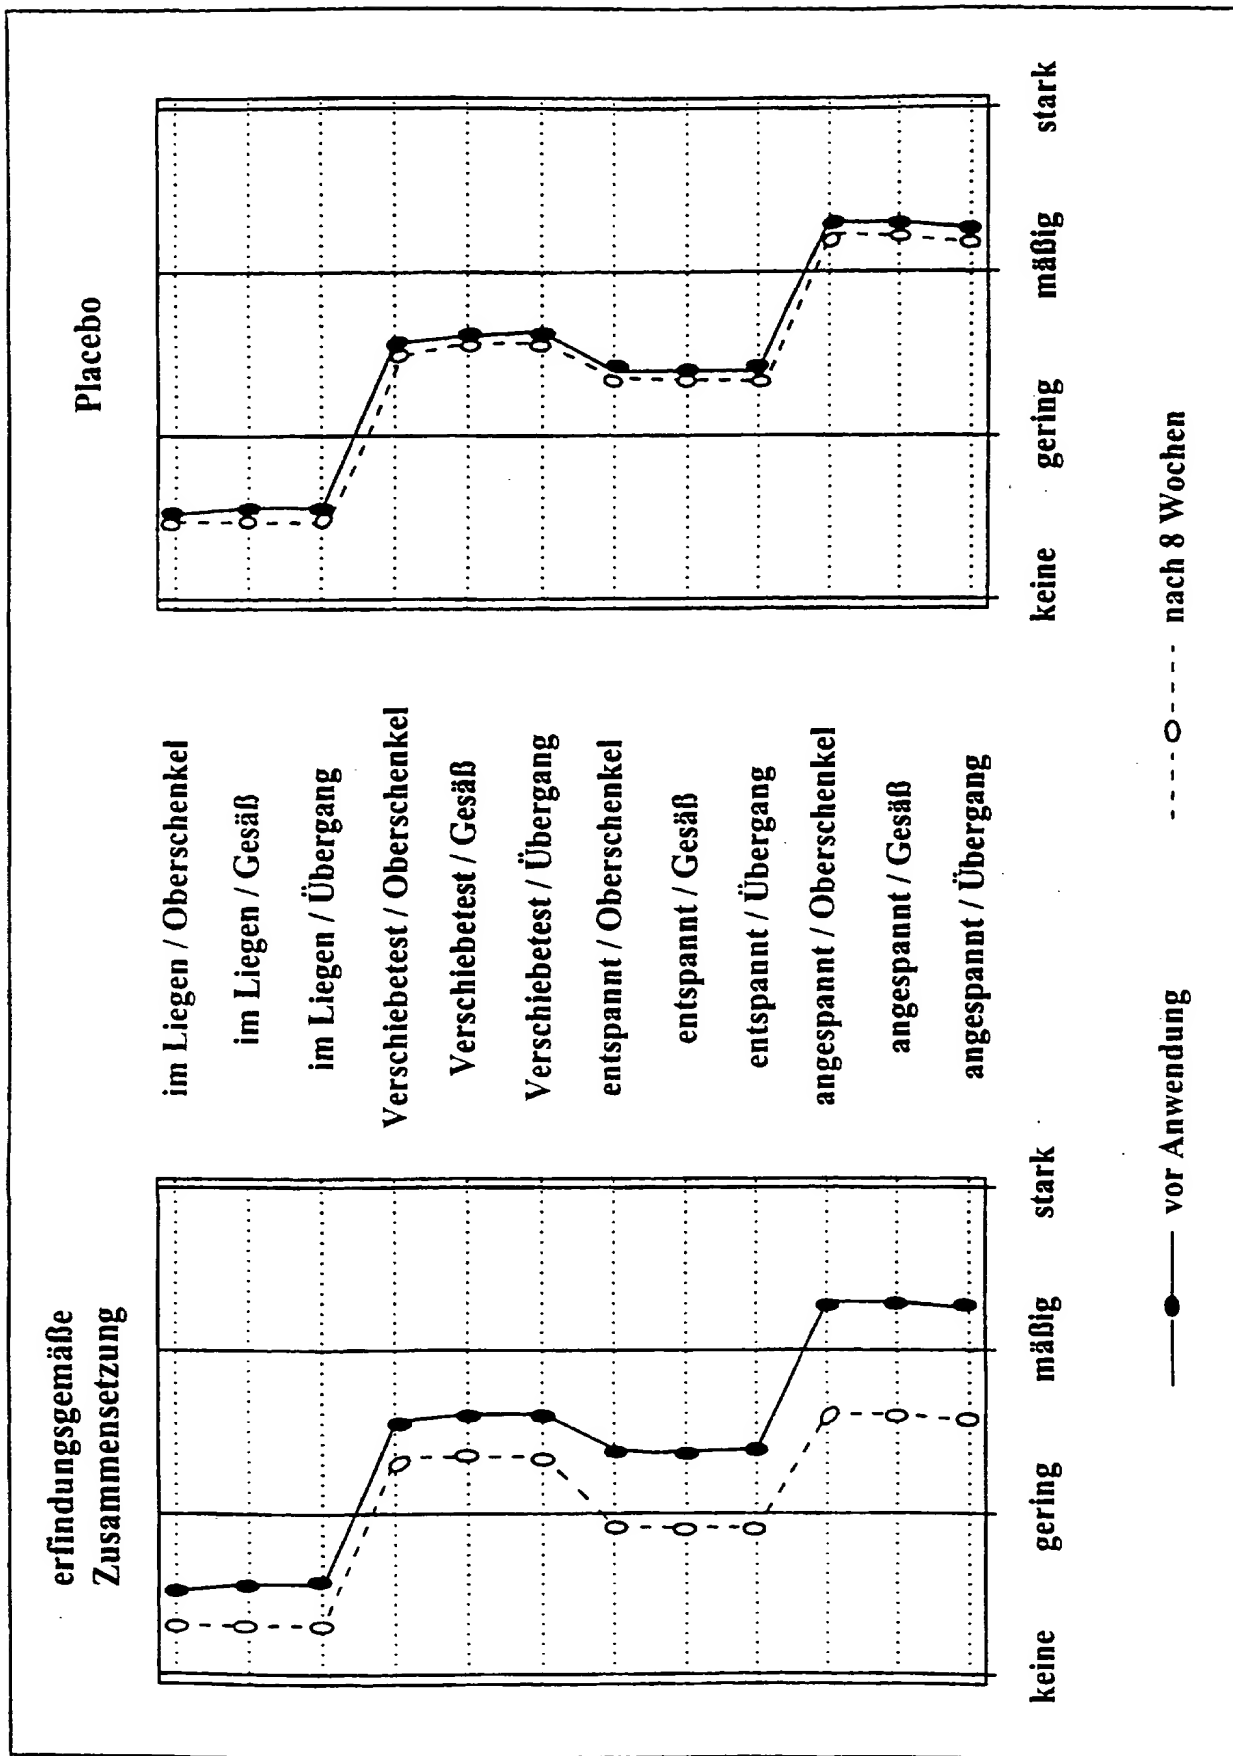 erfindungsgemäße
Zusammensetzung
Placebo
im Liegen / Oberschenkel
im Liegen / Gesäß
im Liegen / Übergang
Verschiebetest / Oberschenkel
Verschiebetest / Gesäß
Verschiebetest / Übergang
entspannt / Oberschenkel
entspannt / Gesäß
entspannt / Übergang
angespannt / Oberschenkel
angespannt / Gesäß
angespannt / Übergang
keine gering mäßig stark
keine gering mäßig stark
vor Anwendung
nach 8 Wochen